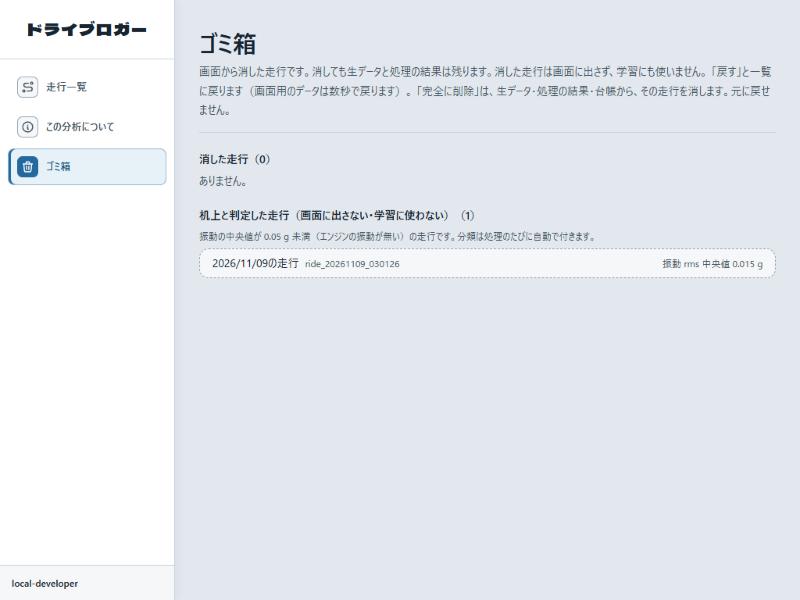 ドライブロガー
走行一覧
この分析について
ゴミ箱
local-developer
ゴミ箱
画面から消した走行です。消しても生データと処理の結果は残ります。消した走行は画面に出さず、学習にも使いません。「戻す」と一覧
に戻ります（画面用のデータは数秒で戻ります）。「完全に削除」は、生データ・処理の結果・台帳から、その走行を消します。元に戻せ
ません。
消した走行（0）
ありません。
机上と判定した走行（画面に出さない・学習に使わない）（1）
振動の中央値が 0.05 g 未満（エンジンの振動が無い）の走行です。分類は処理のたびに自動で付きます。
2026/11/09の走行 ride_20261109_030126 振動 rms 中央値 0.015 g